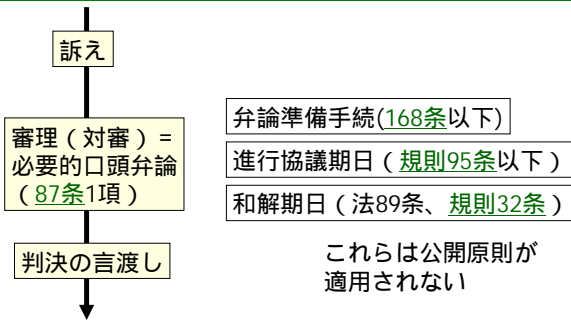 訴え
審理（対審）=
必要的口頭弁論
（87条1項）
判決の言渡し
弁論準備手続(168条以下)
進行協議期日（規則95条以下）
和解期日（法89条、規則32条）
これらは公開原則が
適用されない